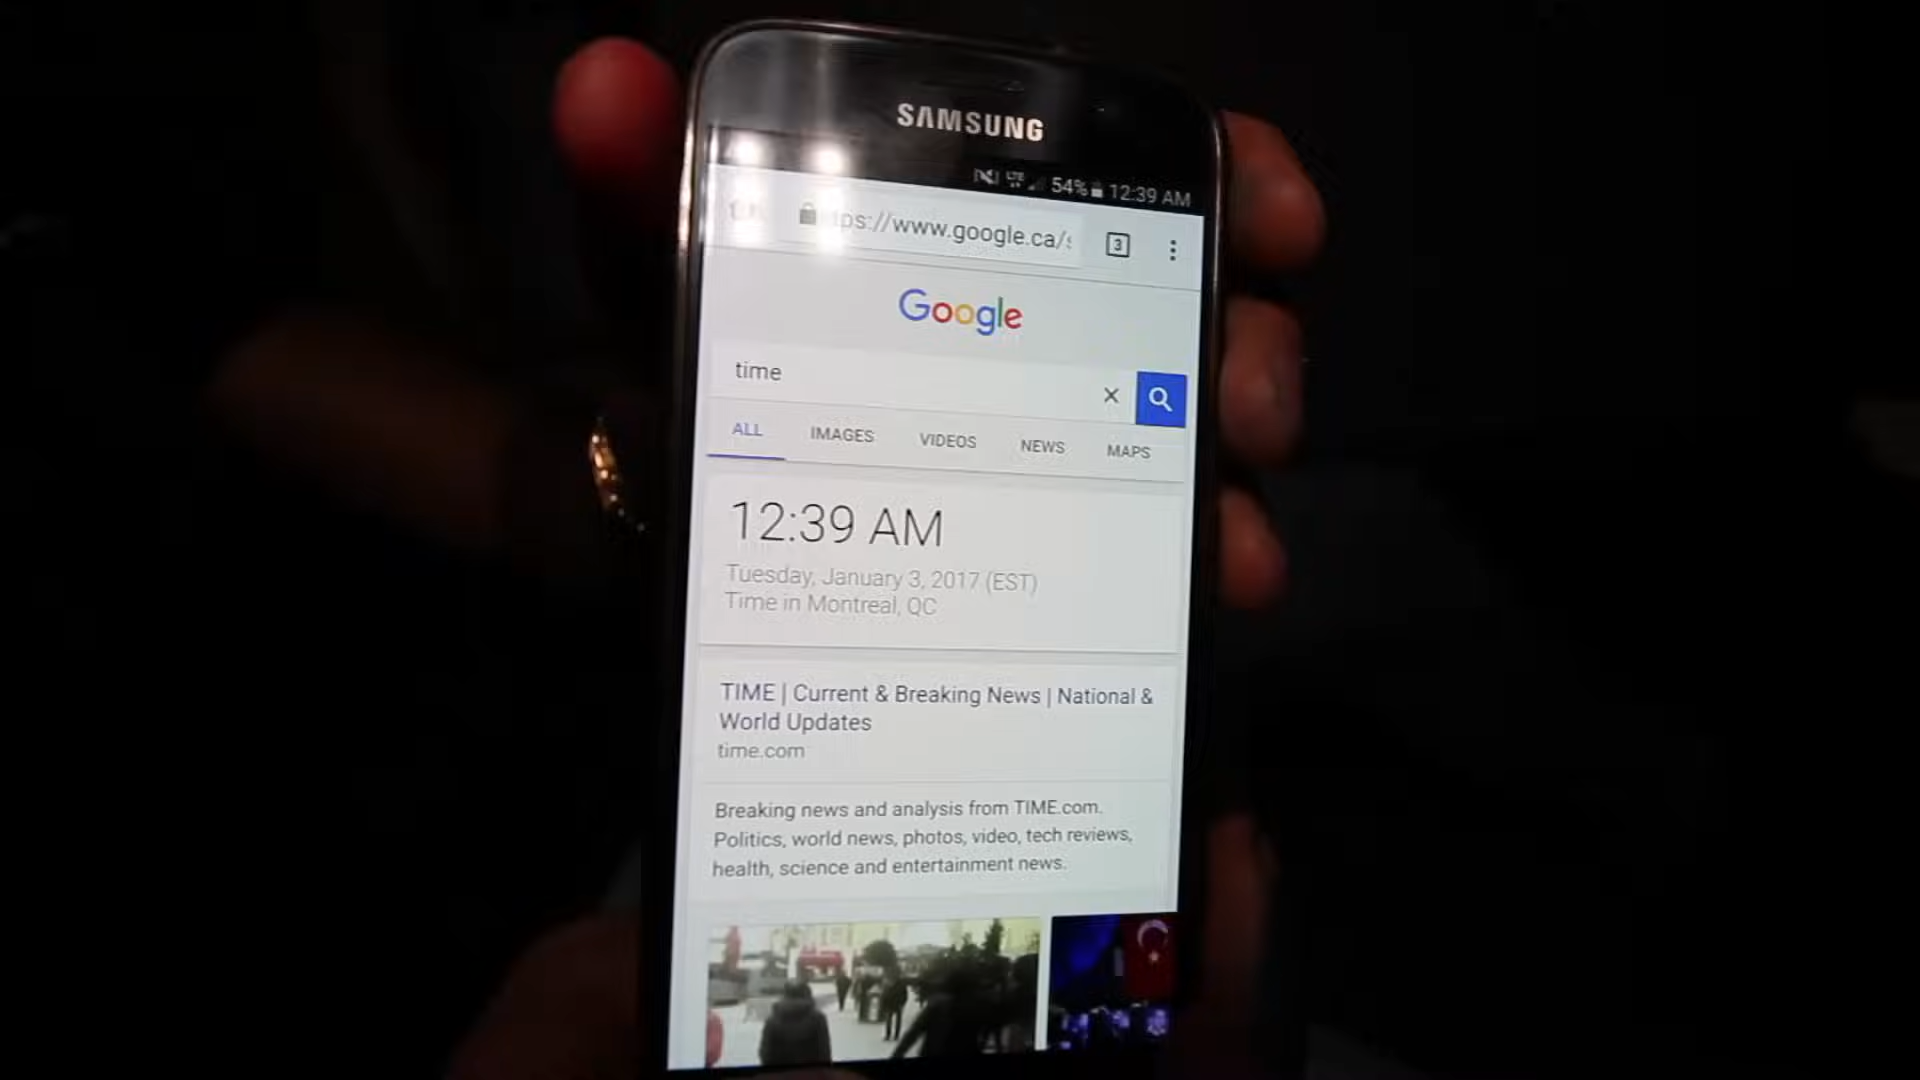 SAMSUNG
LTE 54% 12:39 AM
ps://www.google.ca/s
3
Google
time
ALL IMAGES VIDEOS NEWS MAPS
12:39 AM
Tuesday, January 3, 2017 (EST)
Time in Montreal, QC
TIME | Current & Breaking News | National &
World Updates
time.com
Breaking news and analysis from TIME.com.
Politics, world news, photos, video, tech reviews,
health, science and entertainment news.